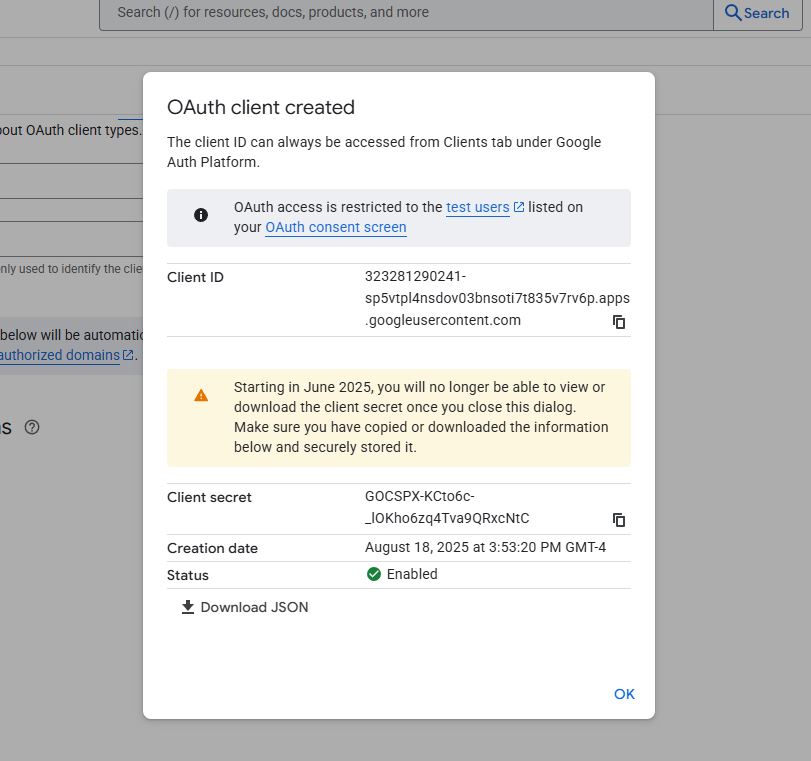 Search (/) for resources, docs, products, and more
Search
OAuth client created
The client ID can always be accessed from Clients tab under Google
Auth Platform.
OAuth access is restricted to the test users listed on
your OAuth consent screen
Client ID
323281290241-
sp5vtpl4nsdov03bnsoti7t835v7rv6p.apps
.googleusercontent.com
Starting in June 2025, you will no longer be able to view or
download the client secret once you close this dialog.
Make sure you have copied or downloaded the information
below and securely stored it.
Client secret
GOCSPX-KCto6c-
_lOKho6zq4Tva9QRxcNtC
Creation date
August 18, 2025 at 3:53:20 PM GMT-4
Status
Enabled
Download JSON
OK
out OAuth client types.
nly used to identify the clie
below will be automatic
authorized domains.
s